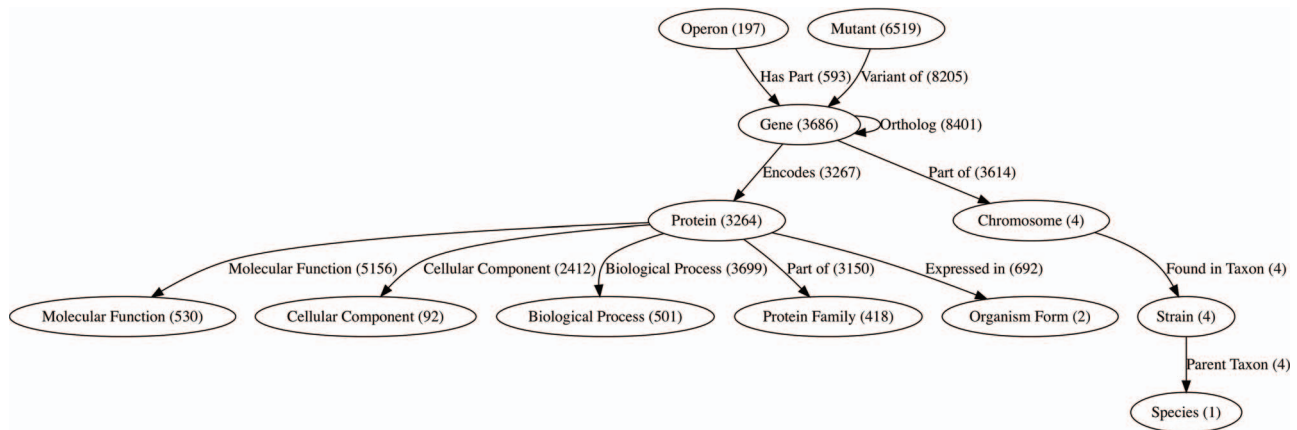 Operon (197)
Mutant (6519)
Has Part (593)
Variant of (8205)
Gene (3686)
Ortholog (8401)
Encodes (3267)
Part of (3614)
Protein (3264)
Chromosome (4)
Molecular Function (5156)
Cellular Component (2412)
Biological Process (3699)
Part of (3150)
Expressed in (692)
Found in Taxon (4)
Molecular Function (530)
Cellular Component (92)
Biological Process (501)
Protein Family (418)
Organism Form (2)
Strain (4)
Parent Taxon (4)
Species (1)